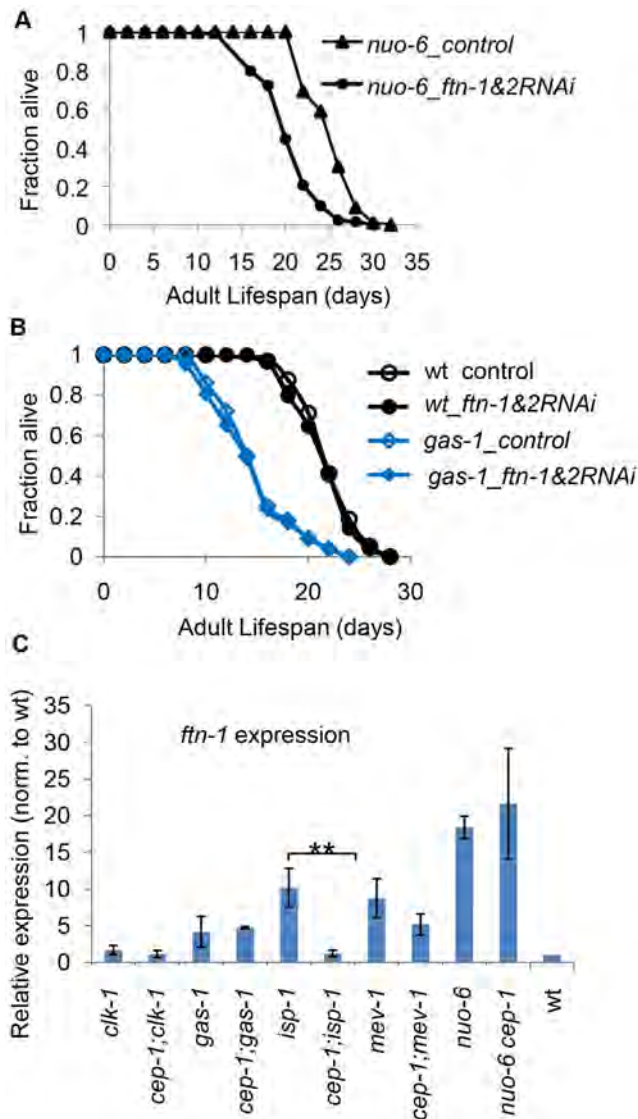 A
1
0.8
0.6
0.4
0.2
0
Fraction alive
nuo-6_control
nuo-6_ftn-1&2RNAi
0 5 10 15 20 25 30 35
Adult Lifespan (days)
B
1
0.8
0.6
0.4
0.2
0
Fraction alive
wt control
wt_ftn-1&2RNAi
gas-1_control
gas-1_ftn-1&2RNAi
0 10 20 30
Adult Lifespan (days)
C
35
30
25
20
15
10
5
0
Relative expression (norm. to wt)
ftn-1 expression
**
clk-1
cep-1;clk-1
gas-1
cep-1;gas-1
isp-1
cep-1;isp-1
mev-1
cep-1;mev-1
nuo-6
nuo-6 cep-1
wt